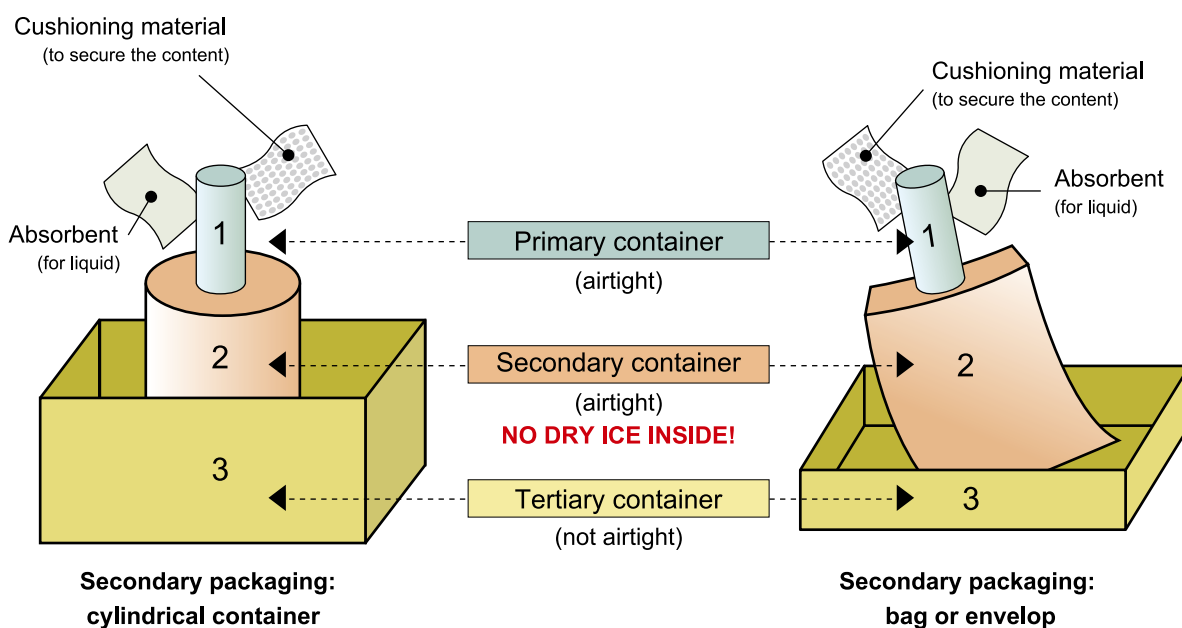 Cushioning material
(to secure the content)
Absorbent
(for liquid)
1
2
3
Secondary packaging:
cylindrical container
Primary container
(airtight)
Secondary container
(airtight)
NO DRY ICE INSIDE!
Tertiary container
(not airtight)
Cushioning material
(to secure the content)
Absorbent
(for liquid)
1
2
3
Secondary packaging:
bag or envelop